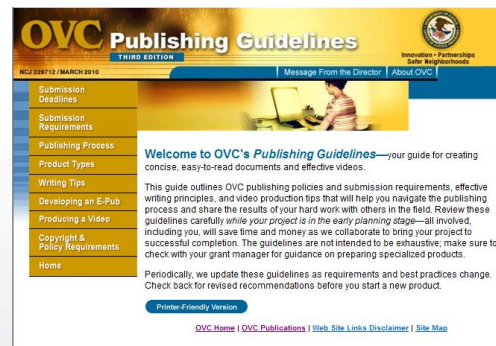 OVC Publishing Guidelines
THIRD EDITION
Innovation • Partnerships
Safer Neighborhoods
NCJ 229712 / MARCH 2010
Message From the Director | About OVC
Submission
Deadlines
Submission
Requirements
Publishing Process
Product Types
Writing Tips
Developing an E-Pub
Producing a Video
Copyright &
Policy Requirements
Home
Welcome to OVC's Publishing Guidelines—your guide for creating
concise, easy-to-read documents and effective videos.
This guide outlines OVC publishing policies and submission requirements, effective
writing principles, and video production tips that will help you navigate the publishing
process and share the results of your hard work with others in the field. Review these
guidelines carefully while your project is in the early planning stage—all involved,
including you, will save time and money as we collaborate to bring your project to
successful completion. The guidelines are not intended to be exhaustive; make sure to
check with your grant manager for guidance on preparing specialized products.
Periodically, we update these guidelines as requirements and best practices change.
Check back for revised recommendations before you start a new product.
Printer-Friendly Version
OVC Home | OVC Publications | Web Site Links Disclaimer | Site Map